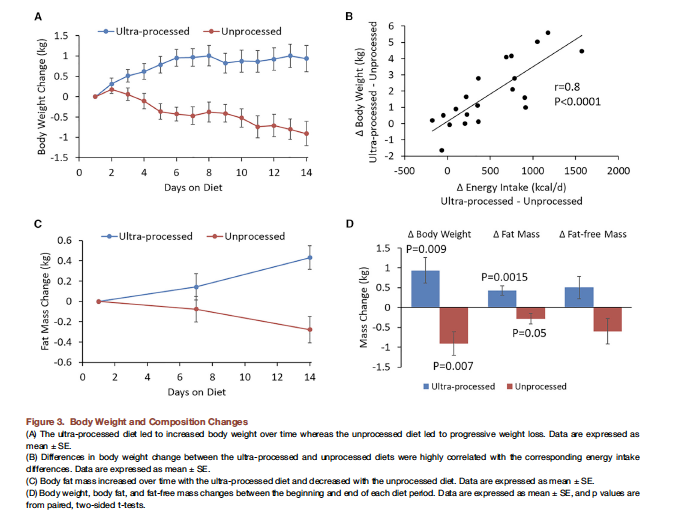 A
Ultra-processed
Unprocessed
Body Weight Change (kg)
1.5
1
0.5
0
-0.5
-1
-1.5
0 2 4 6 8 10 12 14
Days on Diet
B
Δ Body Weight (kg)
Ultra-processed - Unprocessed
6
5
4
3
2
1
0
-1
-2
r=0.8
P<0.0001
-500 0 500 1000 1500 2000
Δ Energy Intake (kcal/d)
Ultra-processed - Unprocessed
C
Ultra-processed
Unprocessed
Fat Mass Change (kg)
0.6
0.4
0.2
0
-0.2
-0.4
-0.6
0 2 4 6 8 10 12 14
Days on Diet
D
Δ Body Weight Δ Fat Mass Δ Fat-free Mass
Mass Change (kg)
1.5
1
0.5
0
-0.5
-1
-1.5
P=0.009
P=0.0015
P=0.05
P=0.007
Ultra-processed Unprocessed
Figure 3. Body Weight and Composition Changes
(A) The ultra-processed diet led to increased body weight over time whereas the unprocessed diet led to progressive weight loss. Data are expressed as
mean ± SE.
(B) Differences in body weight change between the ultra-processed and unprocessed diets were highly correlated with the corresponding energy intake
differences. Data are expressed as mean ± SE.
(C) Body fat mass increased over time with the ultra-processed diet and decreased with the unprocessed diet. Data are expressed as mean ± SE.
(D) Body weight, body fat, and fat-free mass changes between the beginning and end of each diet period. Data are expressed as mean ± SE, and p values are
from paired, two-sided t-tests.